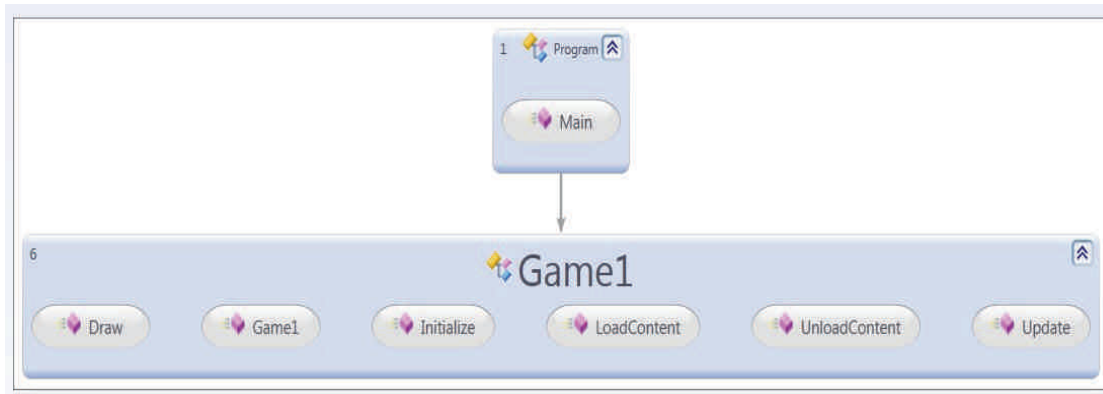 1 Program
Main
6
Game1
Draw Game1 Initialize LoadContent UnloadContent Update